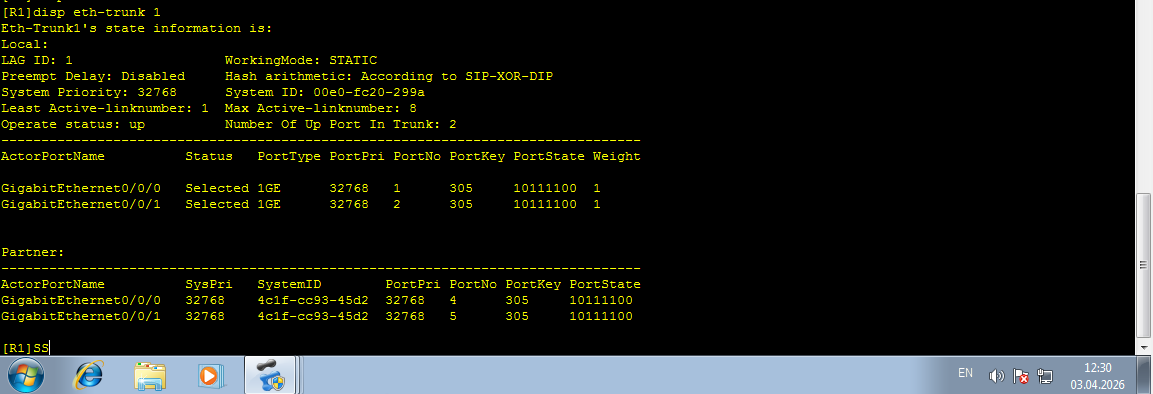 [R1]disp eth-trunk 1
Eth-Trunk1's state information is:
Local:
LAG ID: 1 WorkingMode: STATIC
Preempt Delay: Disabled Hash arithmetic: According to SIP-XOR-DIP
System Priority: 32768 System ID: 00e0-fc20-299a
Least Active-linknumber: 1 Max Active-linknumber: 8
Operate status: up Number Of Up Port In Trunk: 2
--------------------------------------------------------------------------------
ActorPortName Status PortType PortPri PortNo PortKey PortState Weight
GigabitEthernet0/0/0 Selected 1GE 32768 1 305 10111100 1
GigabitEthernet0/0/1 Selected 1GE 32768 2 305 10111100 1
Partner:
--------------------------------------------------------------------------------
ActorPortName SysPri SystemID PortPri PortNo PortKey PortState
GigabitEthernet0/0/0 32768 4c1f-cc93-45d2 32768 4 305 10111100
GigabitEthernet0/0/1 32768 4c1f-cc93-45d2 32768 5 305 10111100
[R1]SS
EN
12:30
03.04.2026